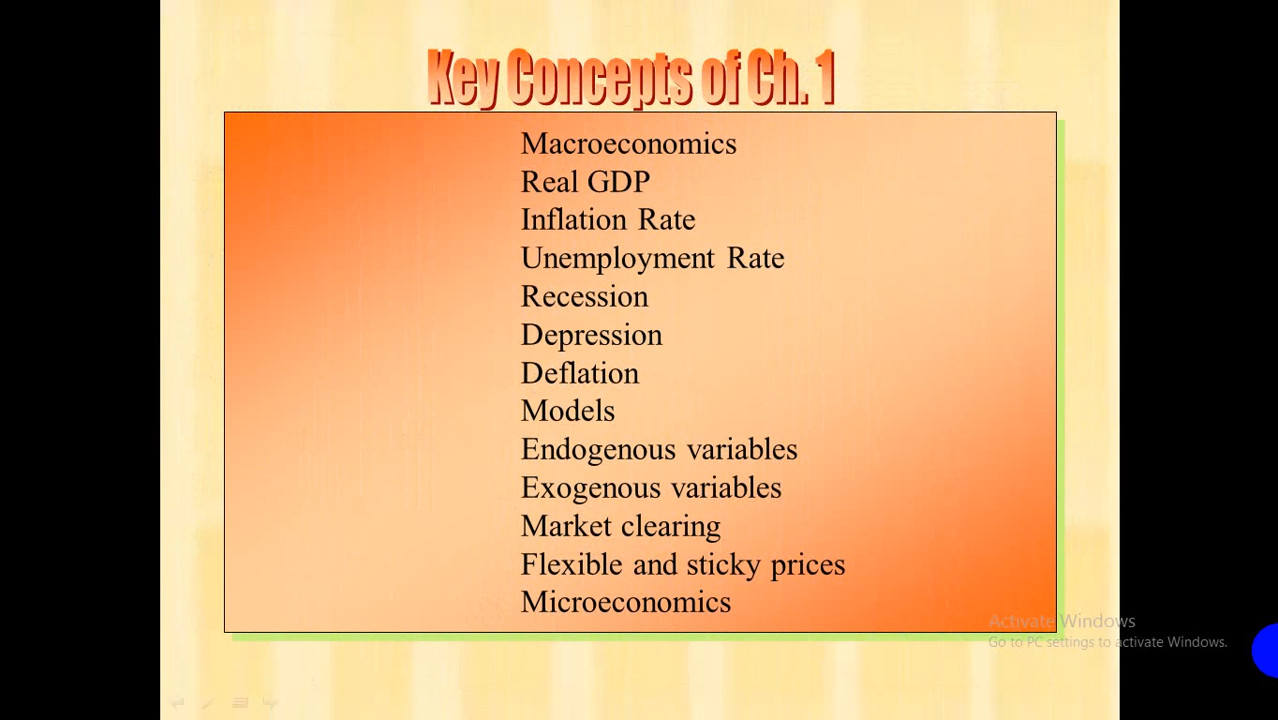 Key Concepts of Ch. 1
Macroeconomics
Real GDP
Inflation Rate
Unemployment Rate
Recession
Depression
Deflation
Models
Endogenous variables
Exogenous variables
Market clearing
Flexible and sticky prices
Microeconomics
Activate Windows
Go to PC settings to activate Windows.